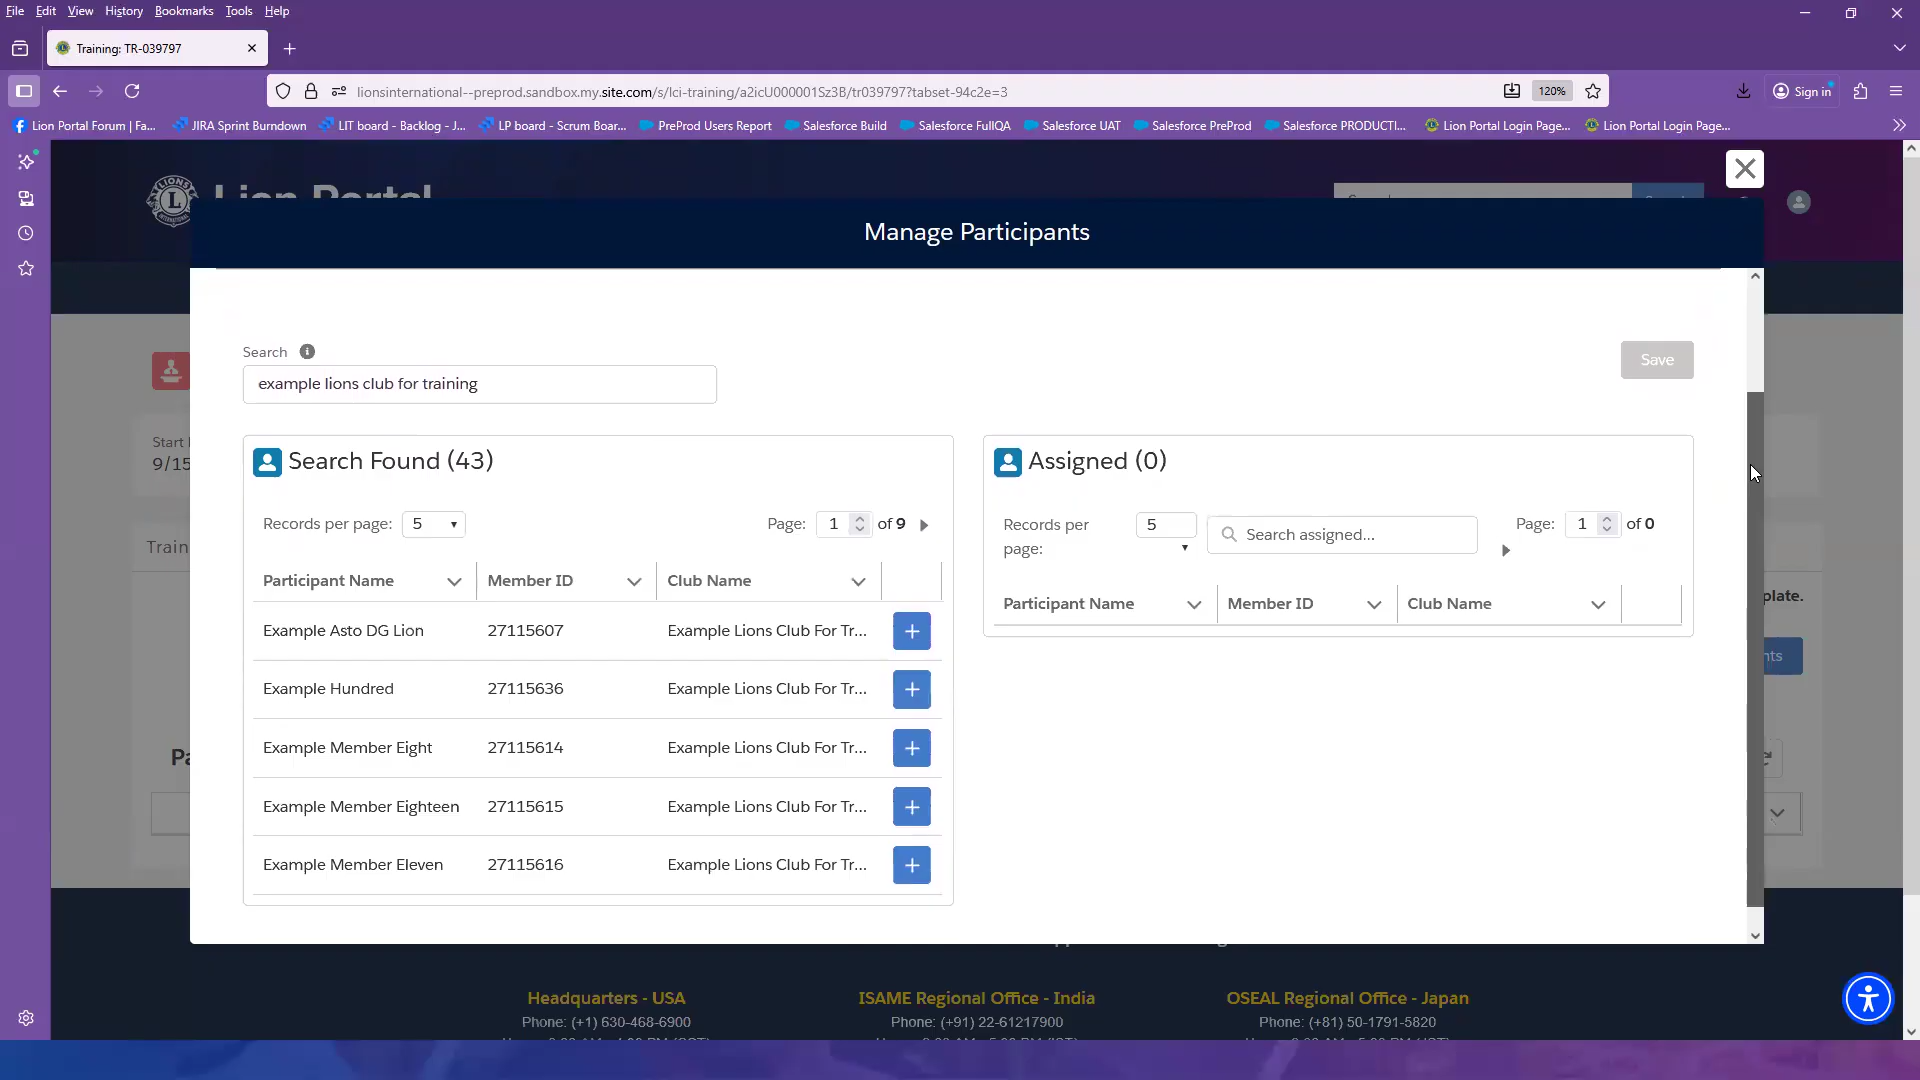 File Edit View History Bookmarks Tools Help
Training: TR-039797
lionsinternational--preprod.sandbox.my.site.com/s/lci-training/a2icU000001Sz3B/tr039797?tabset-94c2e=3
120%
Sign in
Lion Portal Forum | Fa...
JIRA Sprint Burndown
LIT board - Backlog - J...
LP board - Scrum Boar...
PreProd Users Report
Salesforce Build
Salesforce FullQA
Salesforce UAT
Salesforce PreProd
Salesforce PRODUCTI...
Lion Portal Login Page...
Lion Portal Login Page...
Lion Portal
Manage Participants
Search
Save
example lions club for training
Start
9/15
Search Found (43)
Assigned (0)
Records per page: 5
Page: 1 of 9
Records per page: 5
Search assigned...
Page: 1 of 0
Train
Participant Name Member ID Club Name
Participant Name Member ID Club Name
plate.
nts
Example Asto DG Lion 27115607 Example Lions Club For Tr...
Example Hundred 27115636 Example Lions Club For Tr...
Example Member Eight 27115614 Example Lions Club For Tr...
Pa
Example Member Eighteen 27115615 Example Lions Club For Tr...
Example Member Eleven 27115616 Example Lions Club For Tr...
Headquarters - USA
Phone: (+1) 630-468-6900
ISAME Regional Office - India
Phone: (+91) 22-61217900
OSEAL Regional Office - Japan
Phone: (+81) 50-1791-5820